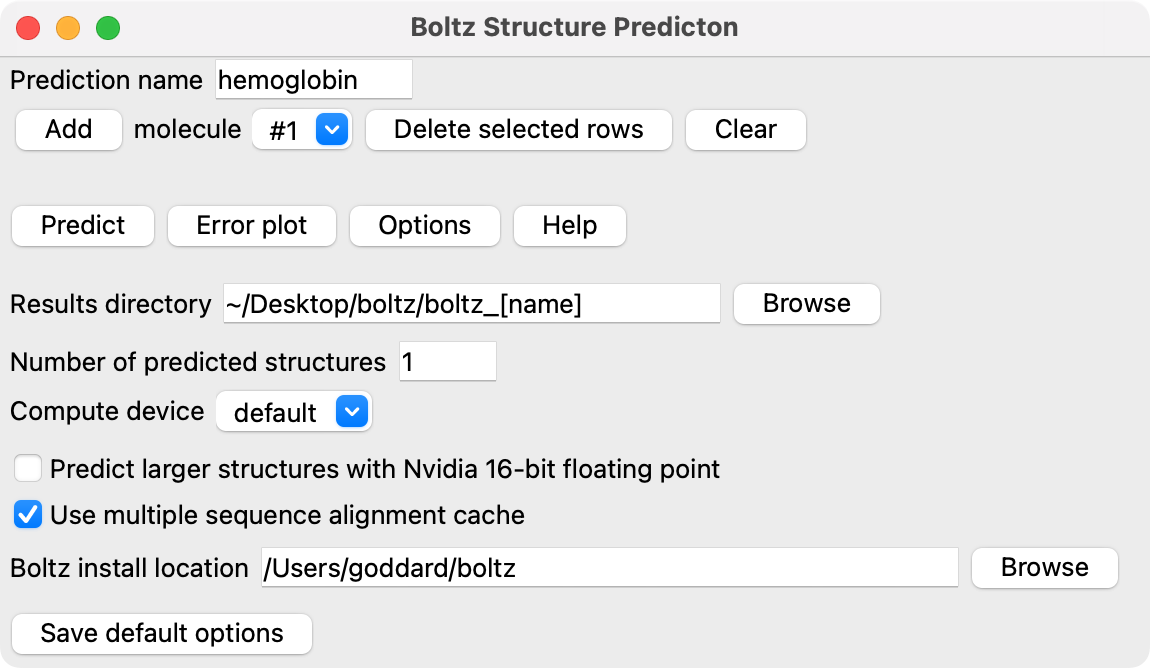 Boltz Structure Predicton
Prediction name hemoglobin
Add molecule #1 Delete selected rows Clear
Predict Error plot Options Help
Results directory ~/Desktop/boltz/boltz_[name] Browse
Number of predicted structures 1
Compute device default
Predict larger structures with Nvidia 16-bit floating point
Use multiple sequence alignment cache
Boltz install location /Users/goddard/boltz Browse
Save default options